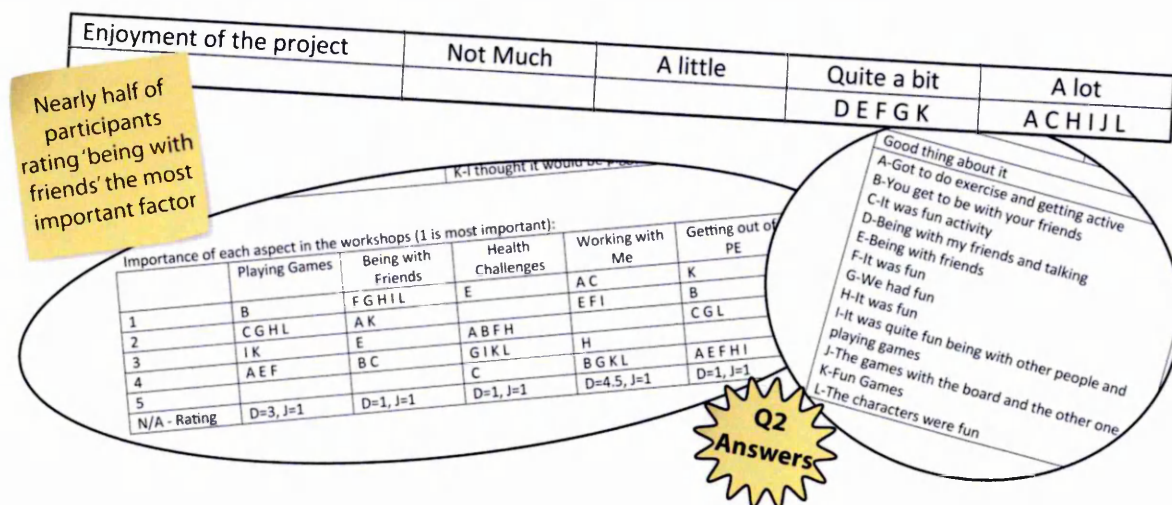 Enjoyment of the project Not Much A little Quite a bit A lot
D E F G K A C H I J L
Nearly half of
participants
rating 'being with
friends' the most
important factor
K-I thought it would be
Importance of each aspect in the workshops (1 is most important):
Playing Games Being with Friends Health Challenges Working with Me Getting out of PE
1 B F G H I L E A C K
2 C G H L A K E F I B
3 I K E A B F H C G L
4 A E F B C G I K L H
5 C B G K L A E F H I
N/A - Rating D=3, J=1 D=1, J=1 D=1, J=1 D=4.5, J=1 D=1, J=1
Good thing about it
A-Got to do exercise and getting active
B-You get to be with your friends
C-It was fun activity
D-Being with my friends and talking
E-Being with friends
F-It was fun
G-We had fun
H-It was fun
I-It was quite fun being with other people and
playing games
J-The games with the board and the other one
K-Fun Games
L-The characters were fun
Q2
Answers